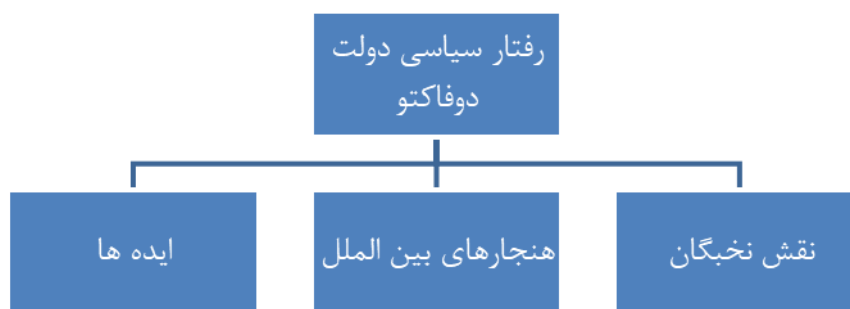 رفتار سیاسی دولت
دوفاکتو
نقش نخبگان
هنجارهای بین الملل
ایده ها